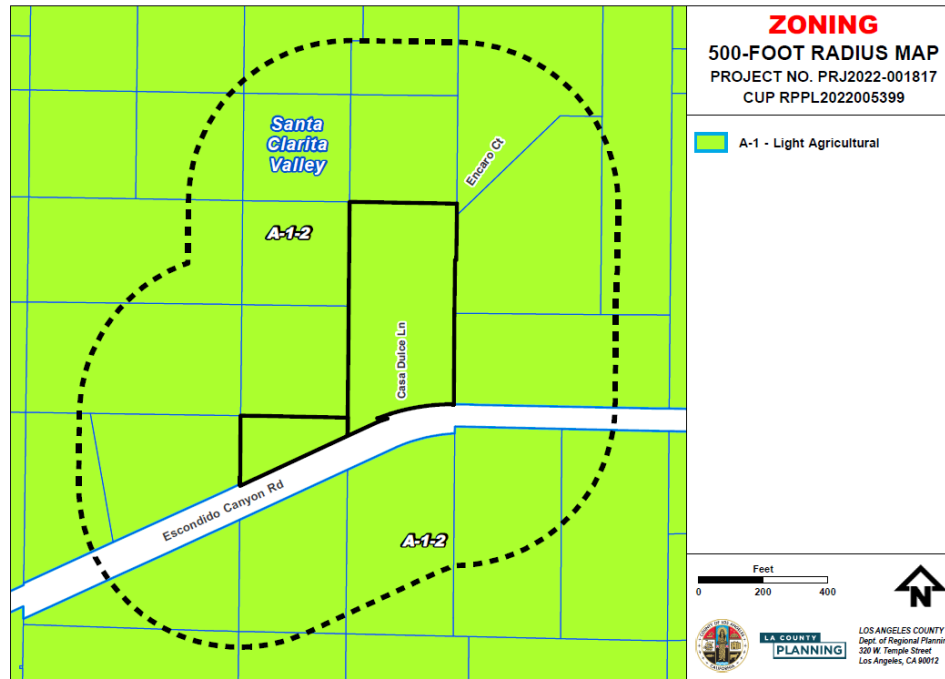 ZONING
500-FOOT RADIUS MAP
PROJECT NO. PRJ2022-001817
CUP RPPL2022005399
A-1 - Light Agricultural
Santa
Clarita
Valley
Encaro Ct
A-1-2
Casa Dulce Ln
Escondido Canyon Rd
A-1-2
Feet
0 200 400
N
LA COUNTY
PLANNING
LOS ANGELES COUNTY
Dept. of Regional Plannin
320 W. Temple Street
Los Angeles, CA 90012